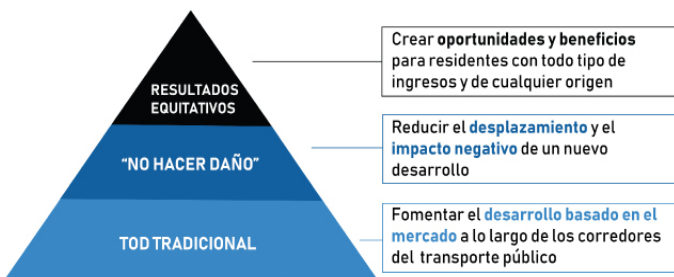 RESULTADOS
EQUITATIVOS
Crear oportunidades y beneficios
para residentes con todo tipo de
ingresos y de cualquier origen
"NO HACER DAÑO"
Reducir el desplazamiento y el
impacto negativo de un nuevo
desarrollo
TOD TRADICIONAL
Fomentar el desarrollo basado en el
mercado a lo largo de los corredores
del transporte público